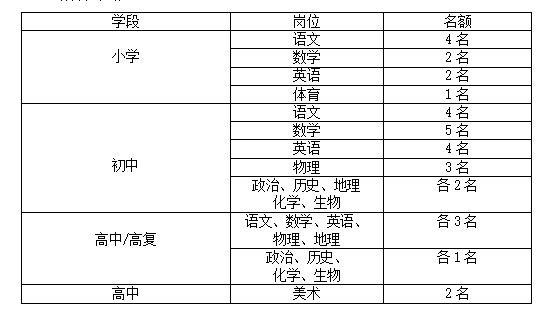 学段 岗位 名额
小学
语文 4名
数学 2名
英语 2名
体育 1名
初中
语文 4名
数学 5名
英语 4名
物理 3名
政治、历史、地理 各2名
化学、生物
高中/高复
语文、数学、英语、 各3名
物理、地理
政治、历史、 各1名
化学、生物
高中 美术 2名